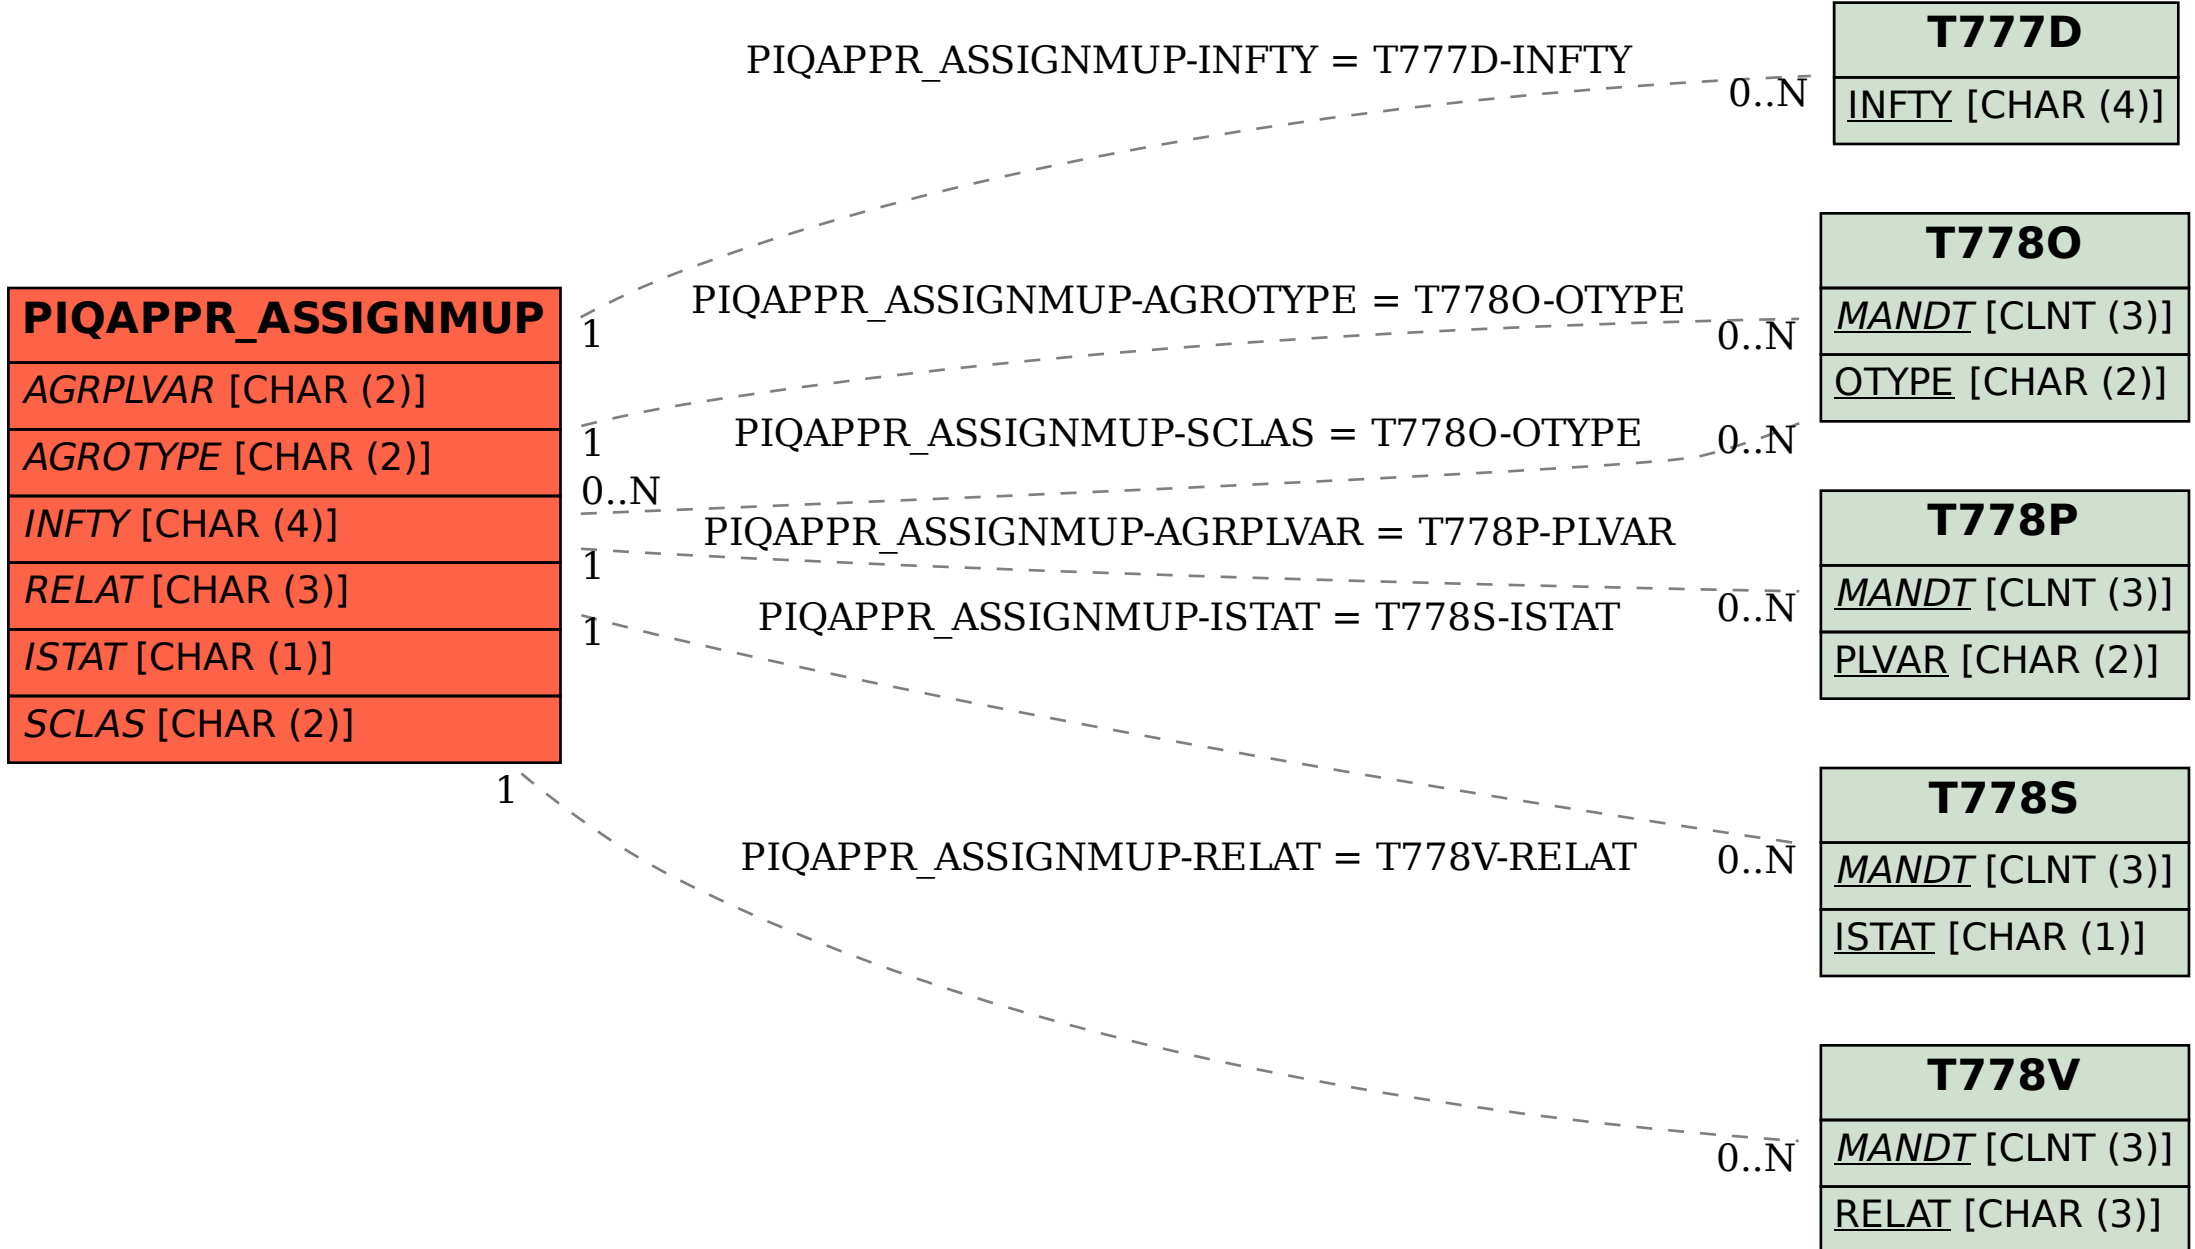 PIQAPPR_ASSIGNMUP
AGRPLVAR [CHAR (2)]
AGROTYPE [CHAR (2)]
INFTY [CHAR (4)]
RELAT [CHAR (3)]
ISTAT [CHAR (1)]
SCLAS [CHAR (2)]
PIQAPPR_ASSIGNMUP-INFTY = T777D-INFTY
0..N
1
PIQAPPR_ASSIGNMUP-AGROTYPE = T778O-OTYPE
0..N
1
PIQAPPR_ASSIGNMUP-SCLAS = T778O-OTYPE
0..N
0..N
PIQAPPR_ASSIGNMUP-AGRPLVAR = T778P-PLVAR
1
0..N
PIQAPPR_ASSIGNMUP-ISTAT = T778S-ISTAT
1
0..N
PIQAPPR_ASSIGNMUP-RELAT = T778V-RELAT
1
0..N
T777D
INFTY [CHAR (4)]
T778O
MANDT [CLNT (3)]
OTYPE [CHAR (2)]
T778P
MANDT [CLNT (3)]
PLVAR [CHAR (2)]
T778S
MANDT [CLNT (3)]
ISTAT [CHAR (1)]
T778V
MANDT [CLNT (3)]
RELAT [CHAR (3)]